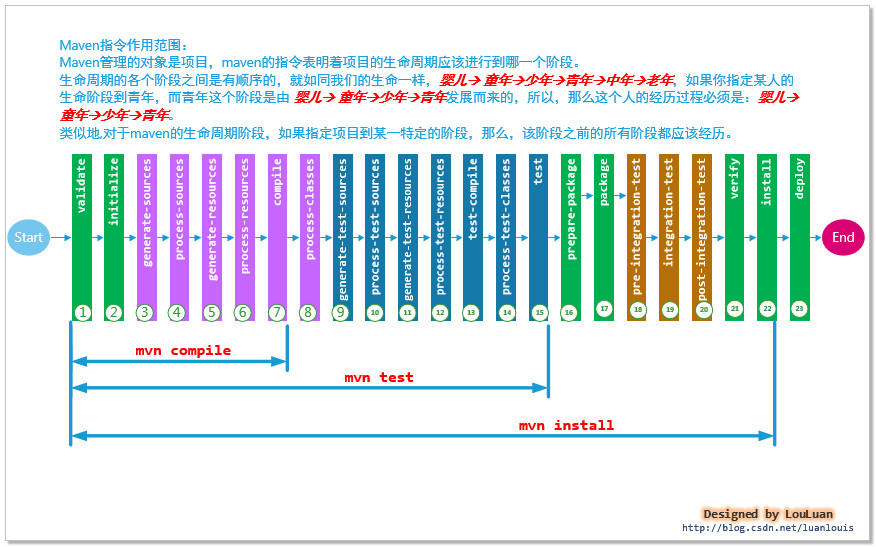 Maven指令作用范围：
Maven管理的对象是项目，maven的指令表明着项目的生命周期应该进行到哪一个阶段。
生命周期的各个阶段之间是有顺序的，就如同我们的生命一样，婴儿→ 童年→少年→青年→中年→老年，如果你指定某人的
生命阶段到青年，而青年这个阶段是由 婴儿→ 童年→少年→青年发展而来的，所以，那么这个人的经历过程必须是：婴儿→
童年→少年→青年。
类似地,对于maven的生命周期阶段，如果指定项目到某一特定的阶段，那么，该阶段之前的所有阶段都应该经历。
Start
validate
1
initialize
2
generate-sources
3
process-sources
4
generate-resources
5
process-resources
6
compile
7
process-classes
8
generate-test-sources
9
process-test-sources
10
generate-test-resources
11
process-test-resources
12
test-compile
13
process-test-classes
14
test
15
prepare-package
16
package
17
pre-integration-test
18
integration-test
19
post-integration-test
20
verify
21
install
22
deploy
23
End
mvn compile
mvn test
mvn install
Designed by LouLuan
http://blog.csdn.net/luanlouis